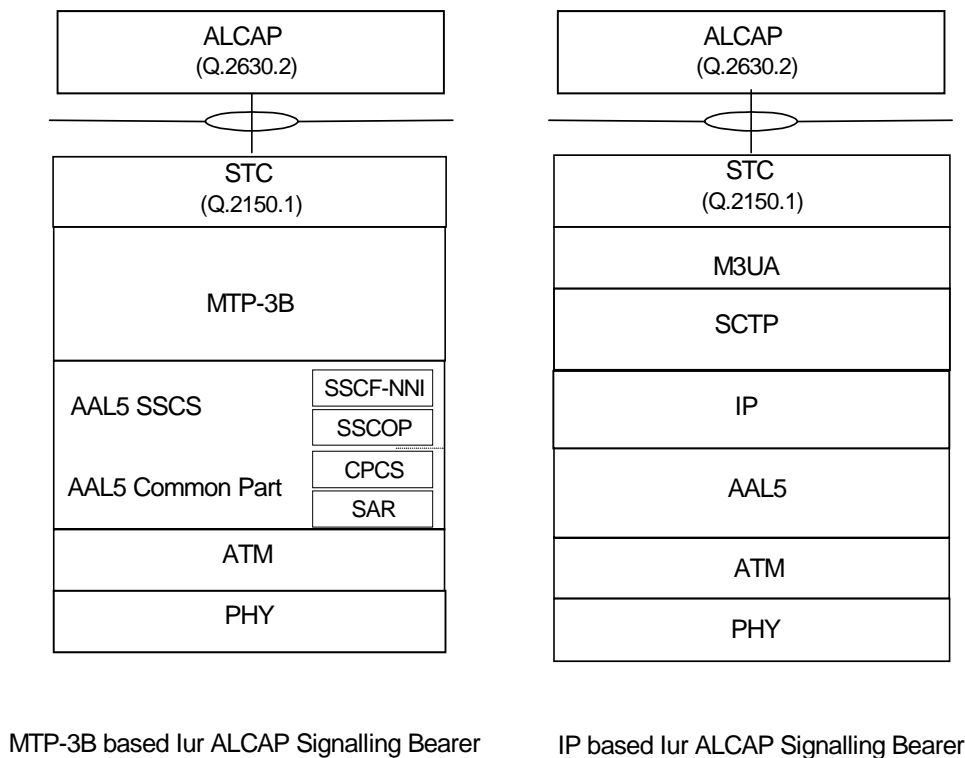 ALCAP
(Q.2630.2)
STC
(Q.2150.1)
MTP-3B
AAL5 SSCS
SSCF-NNI
SSCOP
AAL5 Common Part
CPCS
SAR
ATM
PHY
MTP-3B based Iur ALCAP Signalling Bearer
ALCAP
(Q.2630.2)
STC
(Q.2150.1)
M3UA
SCTP
IP
AAL5
ATM
PHY
IP based Iur ALCAP Signalling Bearer